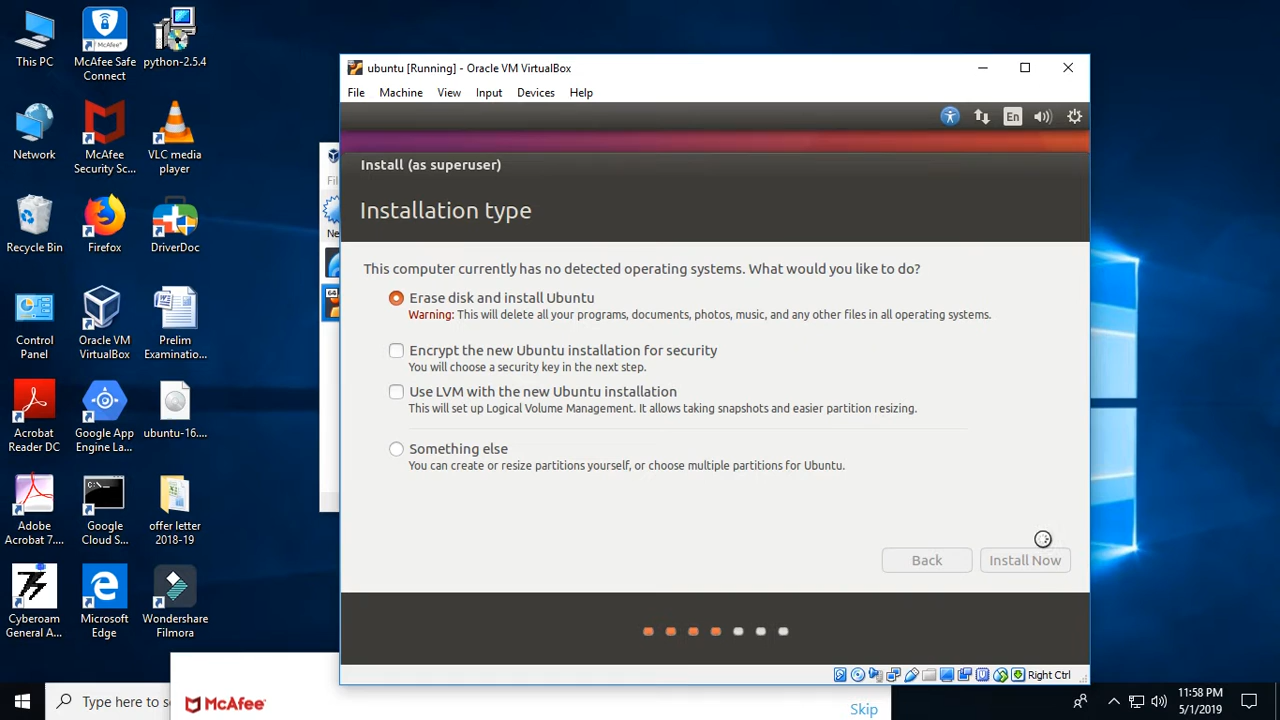 This PC
McAfee Safe
Connect
python-2.5.4
Network
McAfee
Security Sc...
VLC media
player
Recycle Bin
Firefox
DriverDoc
Control
Panel
Oracle VM
VirtualBox
Prelim
Examinatio...
Acrobat
Reader DC
Google App
Engine La...
ubuntu-16....
Adobe
Acrobat 7....
Google
Cloud S...
offer letter
2018-19
Cyberoam
General A...
Microsoft
Edge
Wondershare
Filmora
ubuntu [Running] - Oracle VM VirtualBox
File Machine View Input Devices Help
En
Install (as superuser)
Installation type
This computer currently has no detected operating systems. What would you like to do?
Erase disk and install Ubuntu
Warning: This will delete all your programs, documents, photos, music, and any other files in all operating systems.
Encrypt the new Ubuntu installation for security
You will choose a security key in the next step.
Use LVM with the new Ubuntu installation
This will set up Logical Volume Management. It allows taking snapshots and easier partition resizing.
Something else
You can create or resize partitions yourself, or choose multiple partitions for Ubuntu.
Back Install Now
Right Ctrl
McAfee
Skip
Type here to s
11:58 PM
5/1/2019